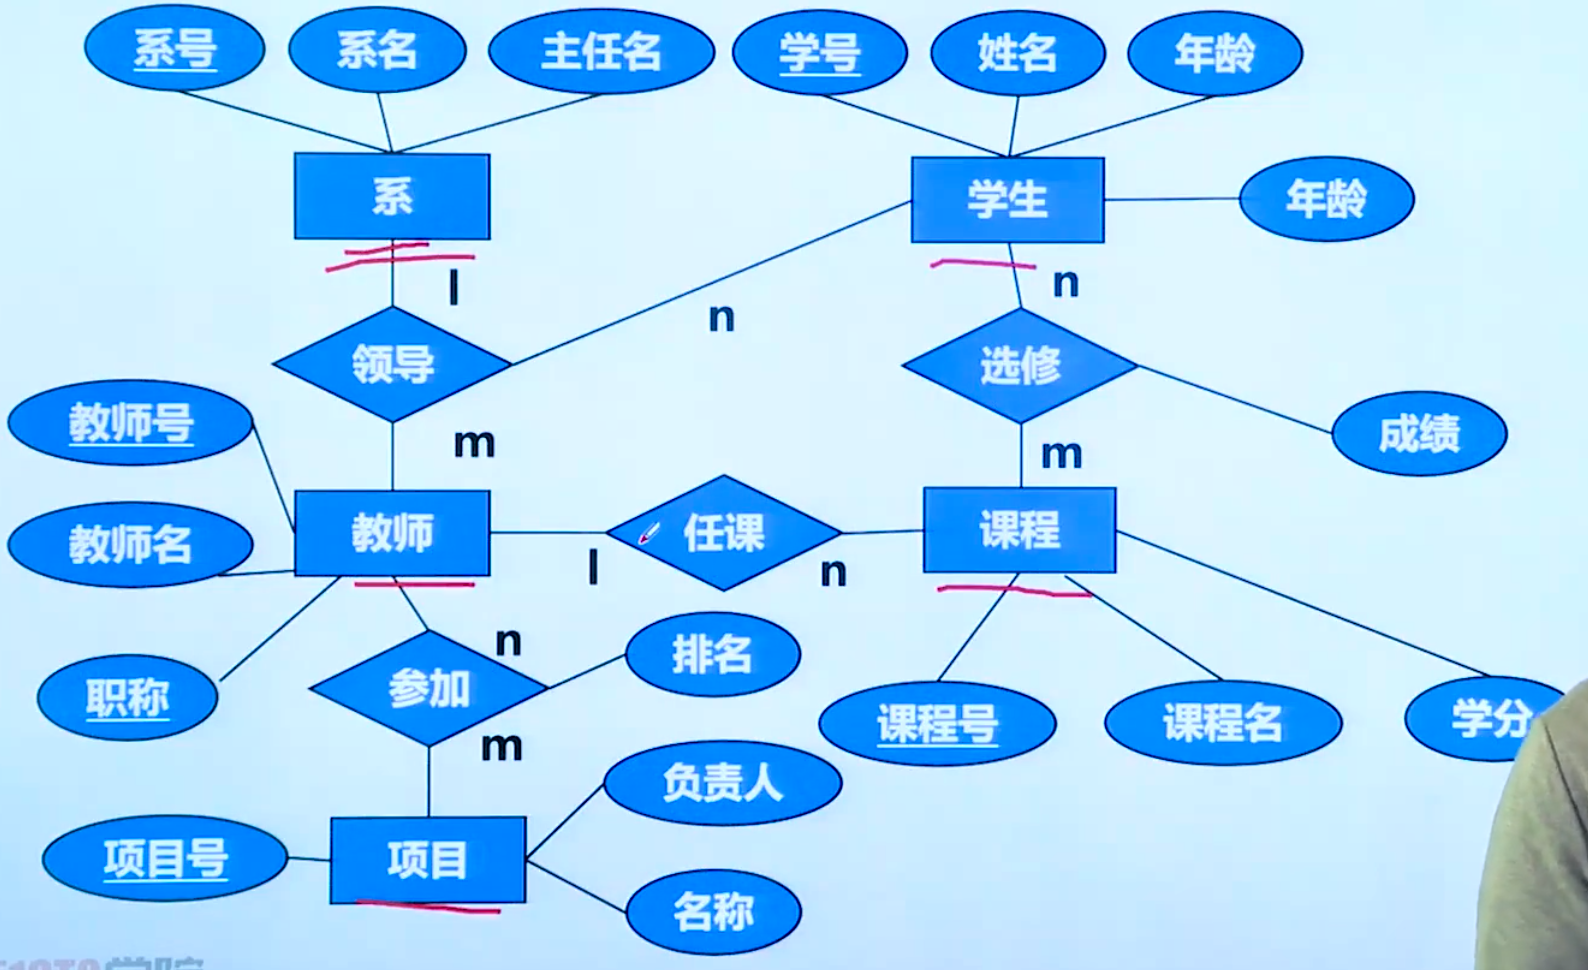 系号 系名 主任名 学号 姓名 年龄
系 学生 年龄
l n
n
领导 选修
教师号 m m 成绩
教师 任课 课程
教师名 l n
n 排名
职称 参加 课程号 课程名 学分
m 负责人
项目号 项目
名称